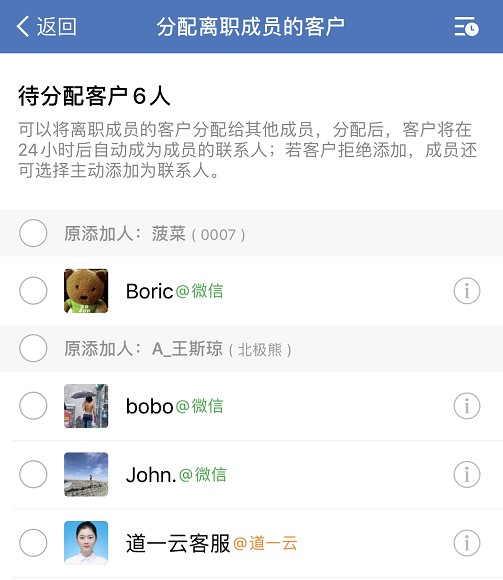 返回
分配离职成员的客户
待分配客户6人
可以将离职成员的客户分配给其他成员，分配后，客户将在
24小时后自动成为成员的联系人；若客户拒绝添加，成员还
可选择主动添加为联系人。
原添加人：菠菜 ( 0007 )
Boric@微信
原添加人：A_王斯琼 ( 北极熊 )
bobo@微信
John.@微信
道一云客服@道一云